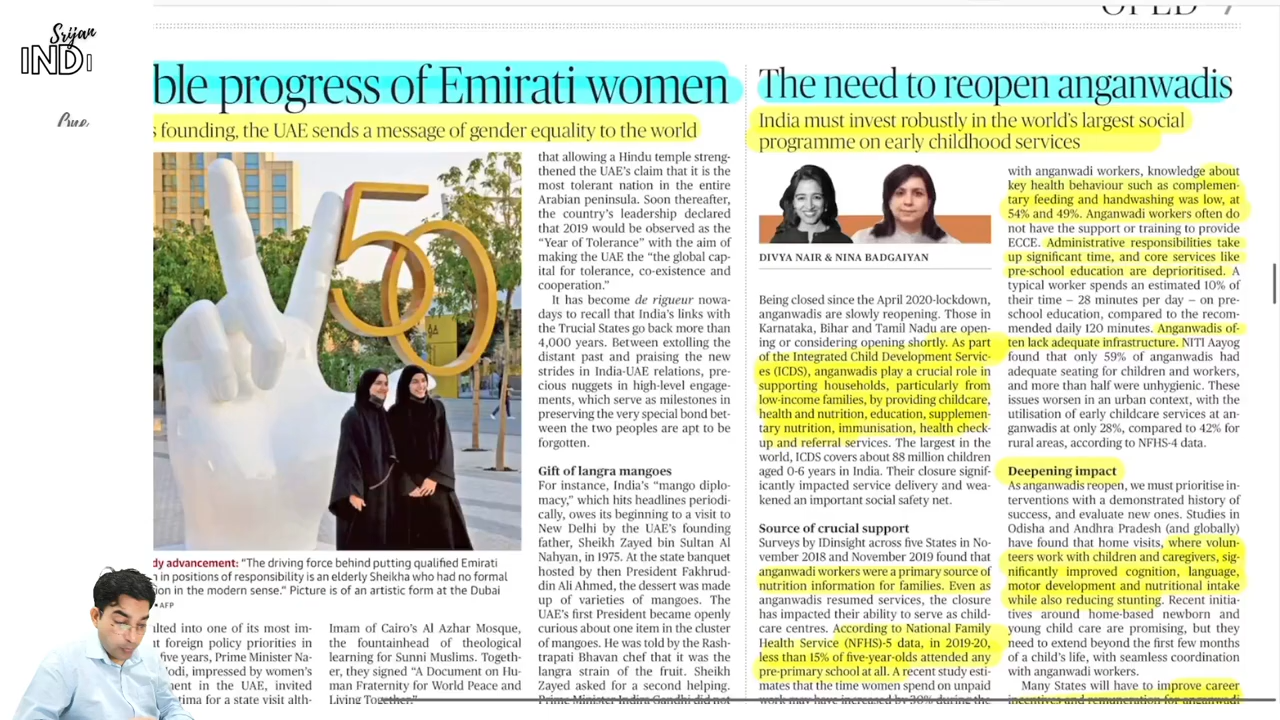 Srijan
INDI
OPED 7
ble progress of Emirati women
s founding, the UAE sends a message of gender equality to the world
50
dy advancement: “The driving force behind putting qualified Emirati
n in positions of responsibility is an elderly Sheikha who had no formal
ion in the modern sense.” Picture is of an artistic form at the Dubai
• AFP
ulted into one of its most im-
t foreign policy priorities in
five years, Prime Minister Na-
odi, impressed by women’s
ment in the UAE, invited
tima for a state visit alth-
Imam of Cairo’s Al Azhar Mosque,
the fountainhead of theological
learning for Sunni Muslims. Togeth-
er, they signed “A Document on Hu-
man Fraternity for World Peace and
Living Together.”
that allowing a Hindu temple streng-
thened the UAE’s claim that it is the
most tolerant nation in the entire
Arabian peninsula. Soon thereafter,
the country’s leadership declared
that 2019 would be observed as the
“Year of Tolerance” with the aim of
making the UAE the “the global cap-
ital for tolerance, co-existence and
cooperation.”
It has become de rigueur nowa-
days to recall that India’s links with
the Trucial States go back more than
4,000 years. Between extolling the
distant past and praising the new
strides in India-UAE relations, pre-
cious nuggets in high-level engage-
ments, which serve as milestones in
preserving the very special bond bet-
ween the two peoples are apt to be
forgotten.
Gift of langra mangoes
For instance, India’s “mango diplo-
macy,” which hits headlines periodi-
cally, owes its beginning to a visit to
New Delhi by the UAE’s founding
father, Sheikh Zayed bin Sultan Al
Nahyan, in 1975. At the state banquet
hosted by then President Fakhrud-
din Ali Ahmed, the dessert was made
up of varieties of mangoes. The
UAE’s first President became openly
curious about one item in the cluster
of mangoes. He was told by the Rash-
trapati Bhavan chef that it was the
langra strain of the fruit. Sheikh
Zayed asked for a second helping.
Prime Minister Indira Gandhi did not
The need to reopen anganwadis
India must invest robustly in the world’s largest social
programme on early childhood services
DIVYA NAIR & NINA BADGAIYAN
Being closed since the April 2020-lockdown,
anganwadis are slowly reopening. Those in
Karnataka, Bihar and Tamil Nadu are open-
ing or considering opening shortly. As part
of the Integrated Child Development Servic-
es (ICDS), anganwadis play a crucial role in
supporting households, particularly from
low-income families, by providing childcare,
health and nutrition, education, supplemen-
tary nutrition, immunisation, health check-
up and referral services. The largest in the
world, ICDS covers about 88 million children
aged 0-6 years in India. Their closure signif-
icantly impacted service delivery and wea-
kened an important social safety net.
Source of crucial support
Surveys by IDinsight across five States in No-
vember 2018 and November 2019 found that
anganwadi workers were a primary source of
nutrition information for families. Even as
anganwadis resumed services, the closure
has impacted their ability to serve as child-
care centres. According to National Family
Health Service (NFHS)-5 data, in 2019-20,
less than 15% of five-year-olds attended any
pre-primary school at all. A recent study esti-
mates that the time women spend on unpaid
work may have increased by 30% during the
with anganwadi workers, knowledge about
key health behaviour such as complemen-
tary feeding and handwashing was low, at
54% and 49%. Anganwadi workers often do
not have the support or training to provide
ECCE. Administrative responsibilities take
up significant time, and core services like
pre-school education are deprioritised. A
typical worker spends an estimated 10% of
their time – 28 minutes per day – on pre-
school education, compared to the recom-
mended daily 120 minutes. Anganwadis of-
ten lack adequate infrastructure. NITI Aayog
found that only 59% of anganwadis had
adequate seating for children and workers,
and more than half were unhygienic. These
issues worsen in an urban context, with the
utilisation of early childcare services at an-
ganwadis at only 28%, compared to 42% for
rural areas, according to NFHS-4 data.
Deepening impact
As anganwadis reopen, we must prioritise in-
terventions with a demonstrated history of
success, and evaluate new ones. Studies in
Odisha and Andhra Pradesh (and globally)
have found that home visits, where volun-
teers work with children and caregivers, sig-
nificantly improved cognition, language,
motor development and nutritional intake
while also reducing stunting. Recent initia-
tives around home-based newborn and
young child care are promising, but they
need to extend beyond the first few months
of a child’s life, with seamless coordination
with anganwadi workers.
Many States will have to improve career
incentives and remuneration for anganwadi